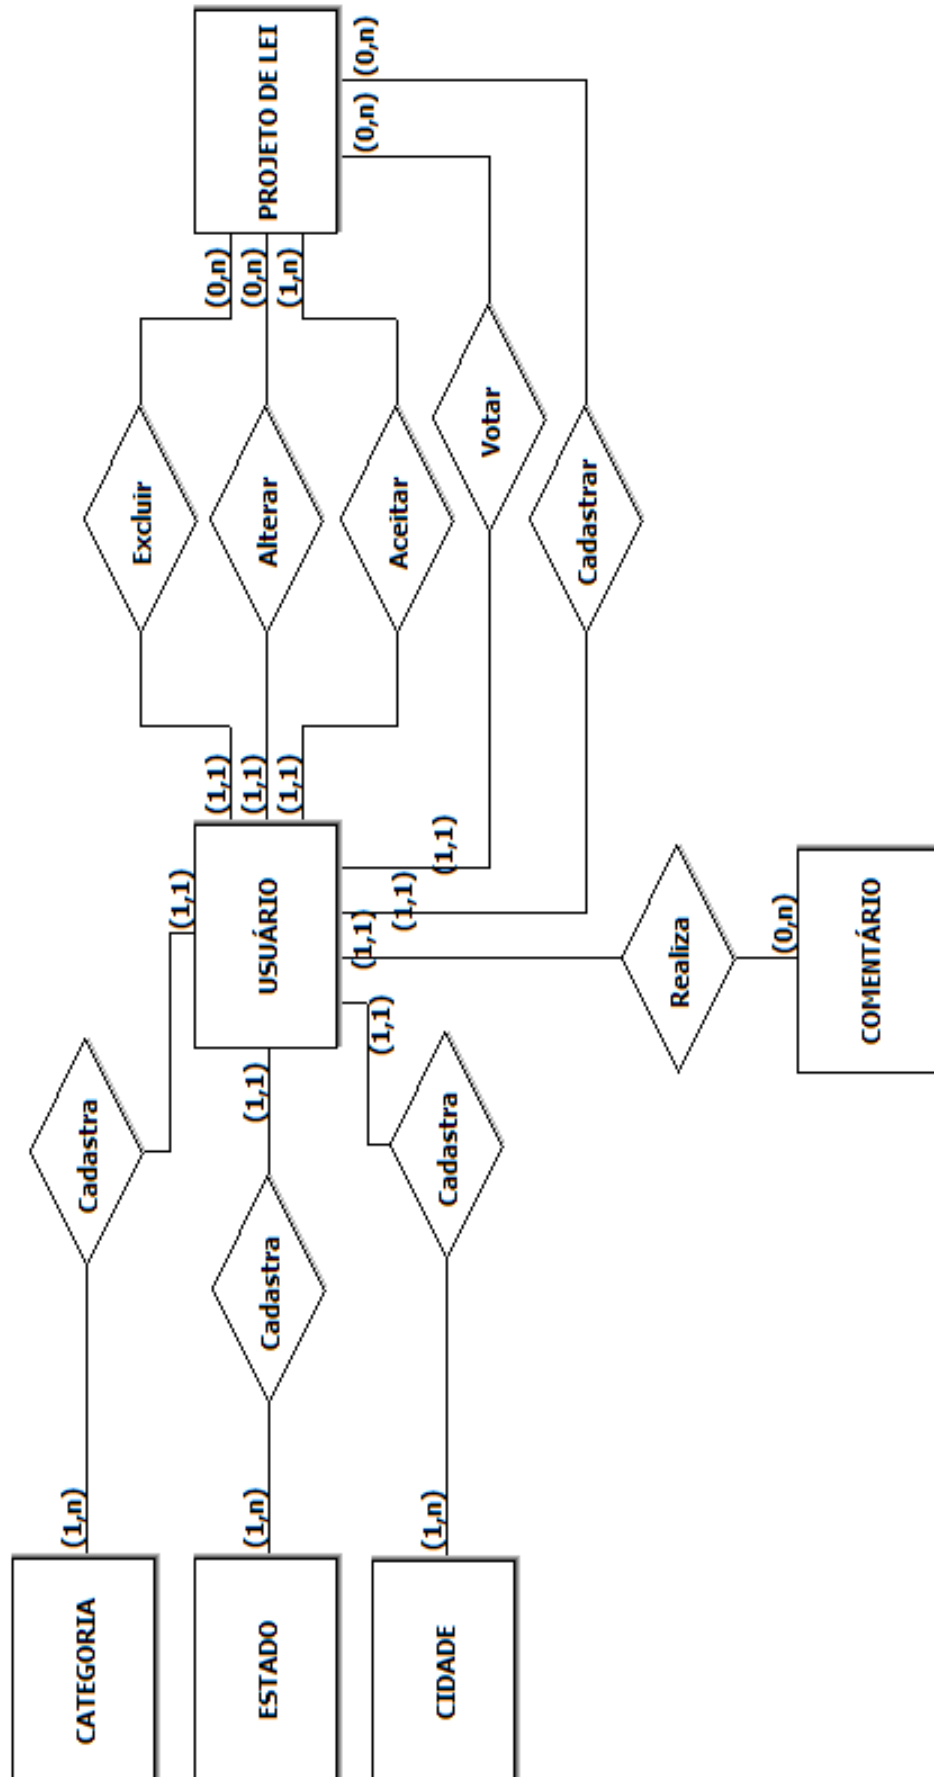 CATEGORIA
(1,n)
Cadastra
Excluir
(1,1)
(1,1)
(0,n)
ESTADO
(1,n)
Cadastra
(1,1)
USUÁRIO
(1,1)
Alterar
(0,n)
PROJETO DE LEI
(1,1)
(1,n)
(1,1)
(0,n)
(0,n)
(1,1)
Aceitar
(1,1)
CIDADE
(1,n)
Cadastra
(1,1)
Votar
Cadastrar
Realiza
(0,n)
COMENTÁRIO